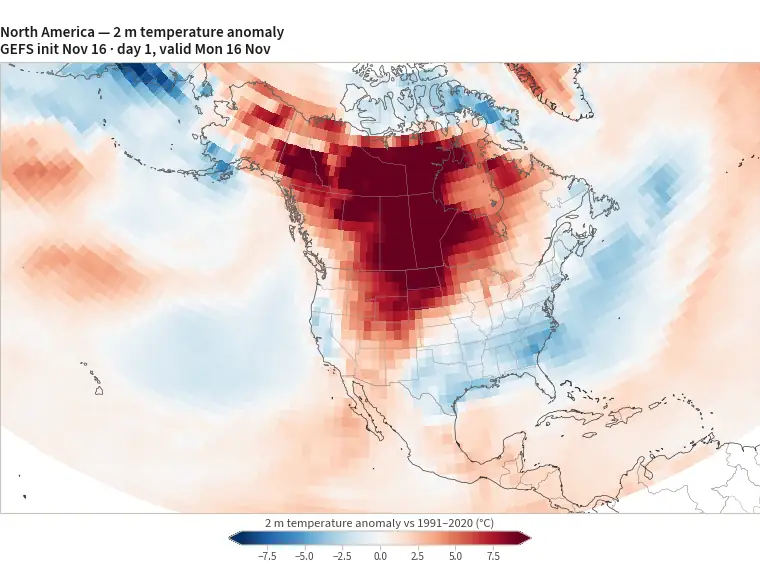 North America — 2 m temperature anomaly
GEFS init Nov 16 · day 1, valid Mon 16 Nov
2 m temperature anomaly vs 1991–2020 (°C)
−7.5 −5.0 −2.5 0.0 2.5 5.0 7.5